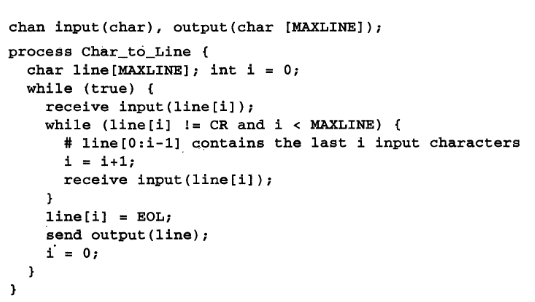 chan input(char), output(char [MAXLINE]);
process Char_to_Line {
char line[MAXLINE]; int i = 0;
while (true) {
receive input(line[i]);
while (line[i] != CR and i < MAXLINE) {
# line[0:i-1] contains the last i input characters
i = i+1;
receive input(line[i]);
}
line[i] = EOL;
send output(line);
i = 0;
}
}